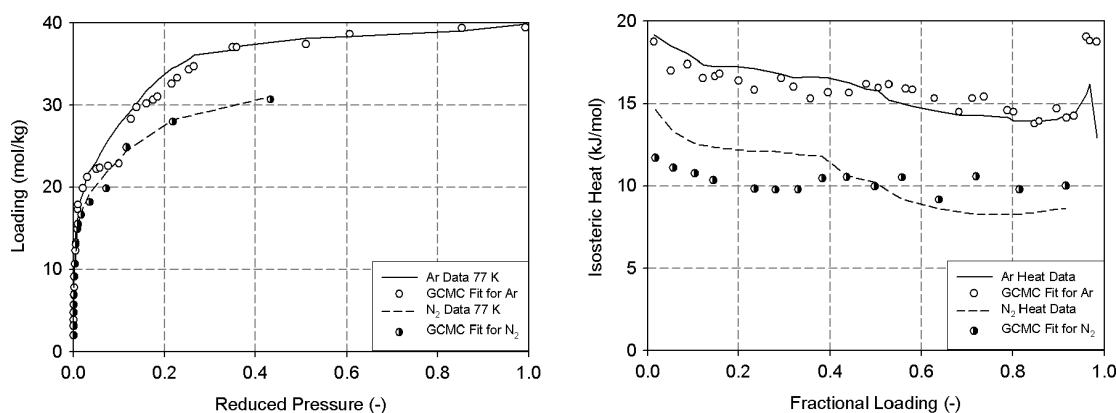 40
30
20
10
0
0.0 0.2 0.4 0.6 0.8 1.0
Loading (mol/kg)
Reduced Pressure (-)
Ar Data 77 K
GCMC Fit for Ar
N2 Data 77 K
GCMC Fit for N2
20
15
10
5
0
0.0 0.2 0.4 0.6 0.8 1.0
Isosteric Heat (kJ/mol)
Fractional Loading (-)
Ar Heat Data
GCMC Fit for Ar
N2 Heat Data
GCMC Fit for N2